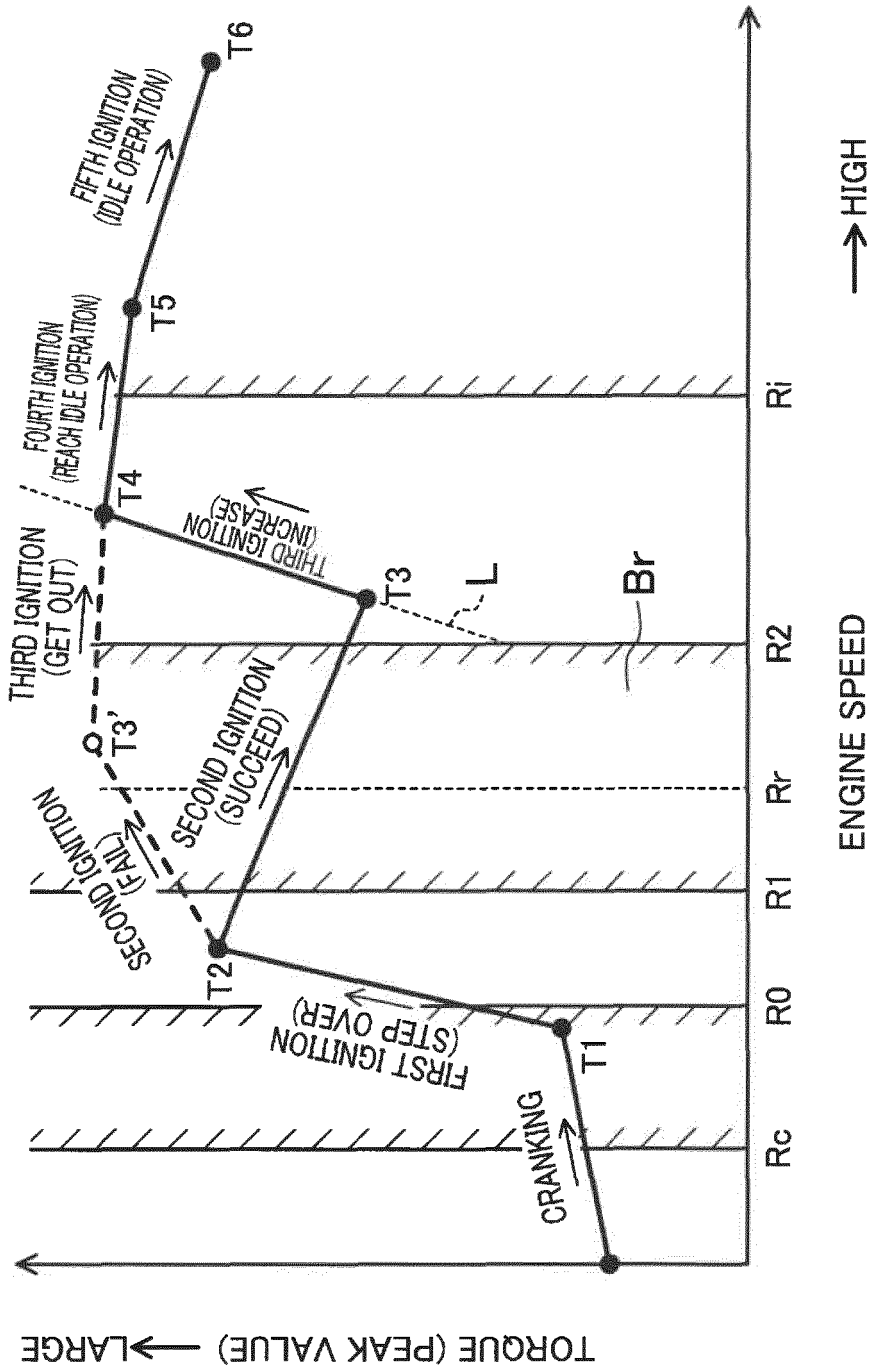 TORQUE (PEAK VALUE) → LARGE
CRANKING
T1
FIRST IGNITION
(STEP OVER)
T2
SECOND IGNITION
(FAIL)
T3'
SECOND IGNITION
(SUCCEED)
T3
L
Br
THIRD IGNITION
(GET OUT)
THIRD IGNITION
(INCREASE)
T4
FOURTH IGNITION
(REACH IDLE OPERATION)
T5
FIFTH IGNITION
(IDLE OPERATION)
T6
Rc
R0
R1
Rr
R2
Ri
ENGINE SPEED
→ HIGH